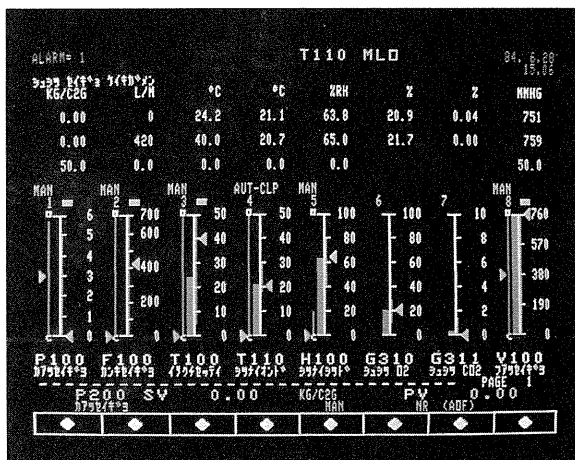 ALARM= 1 T110 MLO 84. 6.20
15.06
KG/C2G L/M °C °C %RH % % MMHG
0.00 0 24.2 21.1 63.8 20.9 0.04 751
0.00 420 40.0 20.7 65.0 21.7 0.00 759
50.0 0.0 0.0 0.0 0.0 50.0
MAN MAN MAN AUT-CLP MAN MAN
1 2 3 4 5 6 7 8
6 700 50 50 100 100 10 760
5 600 40 40 80 80 8 570
4 400 30 30 60 60 6 380
3 200 20 20 40 40 4 190
2 10 10 20 20 2
1
0 0 0 0 0 0 0 0
P100 F100 T100 T110 H100 G310 G311 V100
PAGE 1
P200 SV 0.00 KG/C2G PV 0.00
MAN NR (ADF)